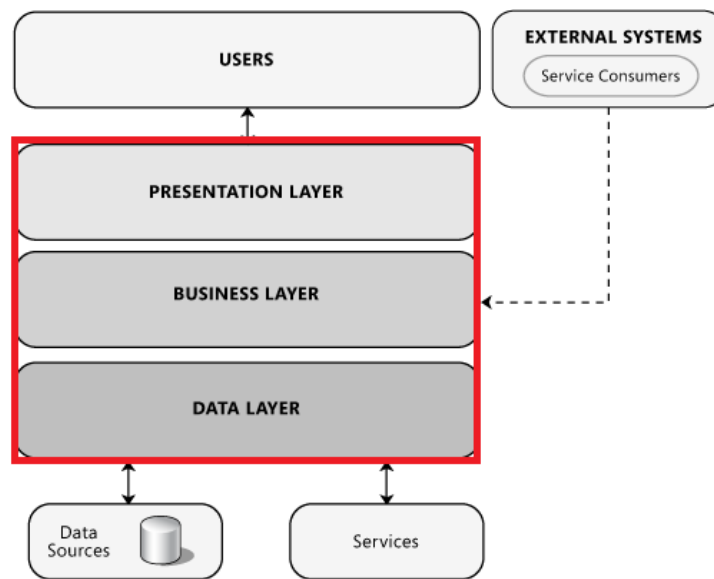 USERS
EXTERNAL SYSTEMS
Service Consumers
PRESENTATION LAYER
BUSINESS LAYER
DATA LAYER
Data
Sources
Services